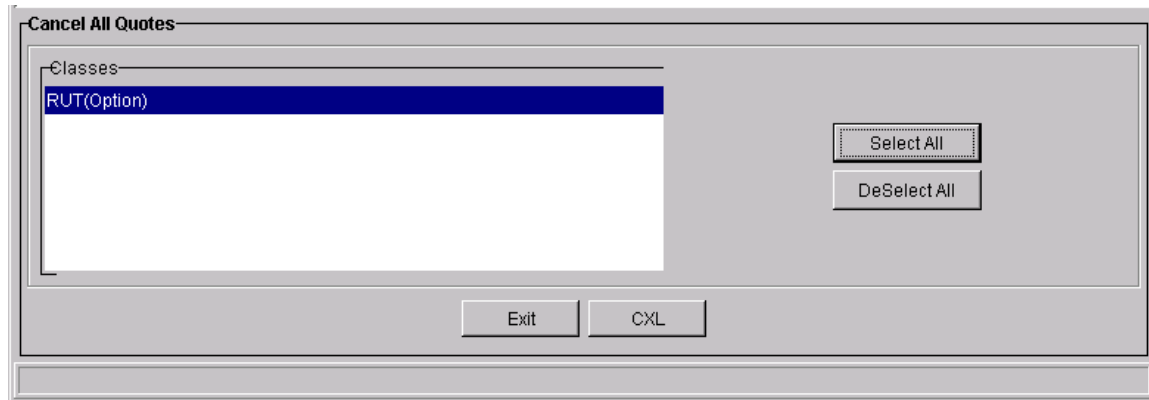 Cancel All Quotes
Classes
RUT(Option)
Select All
DeSelect All
Exit
CXL